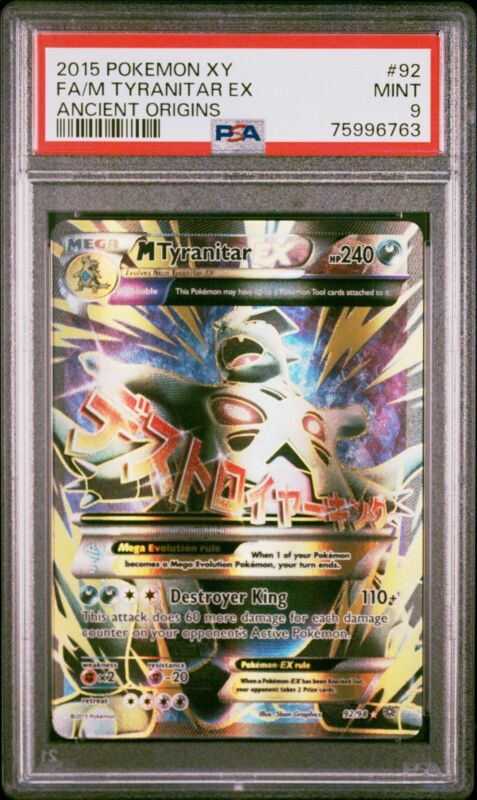 2015 POKEMON XY #92
FA/M TYRANITAR EX MINT
ANCIENT ORIGINS 9
PSA 75996763
MEGA
M Tyranitar EX HP240
Evolves from Tyranitar-EX
Double This Pokémon may have up to 2 Pokémon Tool cards attached to it.
デストロイヤーキング
Mega Evolution rule When 1 of your Pokémon
becomes a Mega Evolution Pokémon, your turn ends.
Destroyer King 110+
This attack does 60 more damage for each damage
counter on your opponent's Active Pokémon.
weakness resistance
×2 -20
retreat
Pokémon-EX rule
When a Pokémon-EX has been Knocked Out,
your opponent takes 2 Prize cards.
©2015 Pokémon Illus. 5ban Graphics 92/98